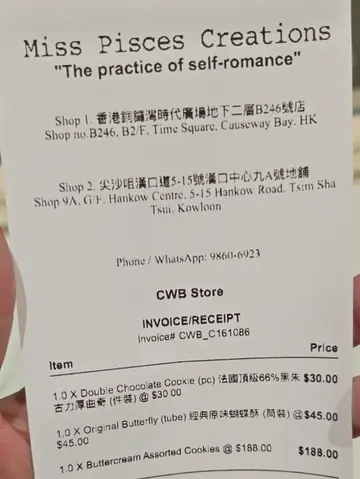 Miss Pisces Creations
"The practice of self-romance"
Shop 1. 香港銅鑼灣時代廣場地下二層B246號店
Shop no.B246, B2/F, Time Square, Causeway Bay, HK
Shop 2. 尖沙咀漢口道5-15號漢口中心九A號地舖
Shop 9A, G/F, Hankow Centre, 5-15 Hankow Road, Tsim Sha
Tsui, Kowloon
Phone / WhatsApp: 9860-6923
CWB Store
INVOICE/RECEIPT
Invoice# CWB_C161086
Item Price
1.0 X Double Chocolate Cookie (pc) 法國頂級66%黑朱 $30.00
古力厚曲奇 (件裝) @ $30.00
1.0 X Original Butterfly (tube) 經典原味蝴蝶酥 (筒裝) @ $45.00
$45.00
1.0 X Buttercream Assorted Cookies @ $188.00 $188.00